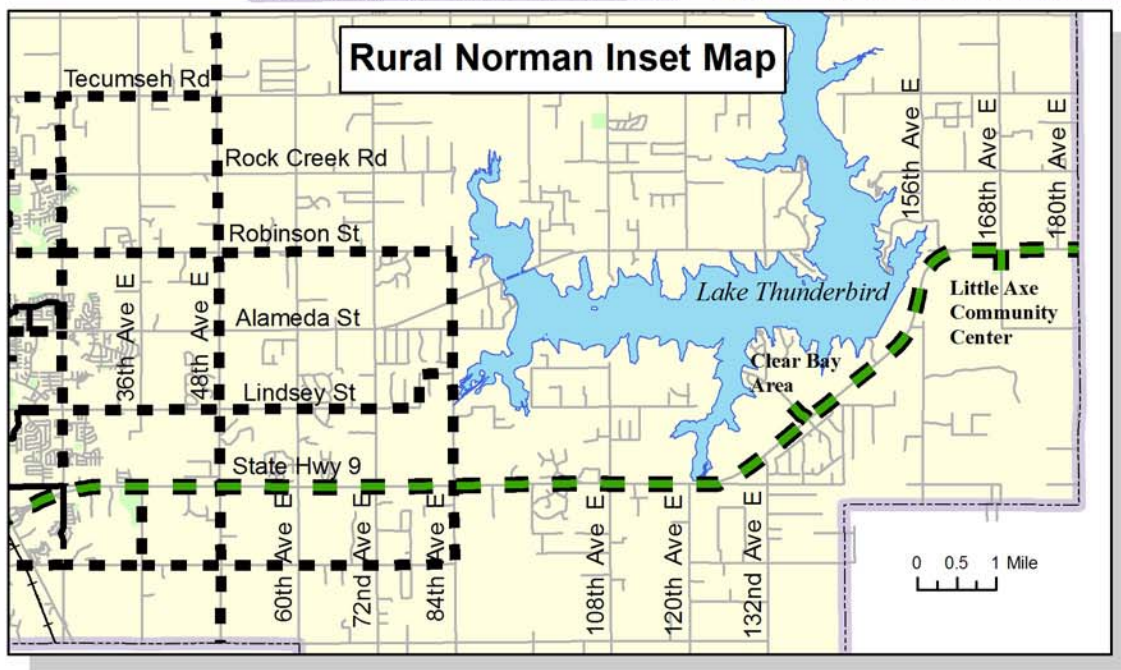 Rural Norman Inset Map
Tecumseh Rd
Rock Creek Rd
Robinson St
Alameda St
Lindsey St
State Hwy 9
36th Ave E
48th Ave E
60th Ave E
72nd Ave E
84th Ave E
108th Ave E
120th Ave E
132nd Ave E
156th Ave E
168th Ave E
180th Ave E
Lake Thunderbird
Clear Bay
Area
Little Axe
Community
Center
0 0.5 1 Mile